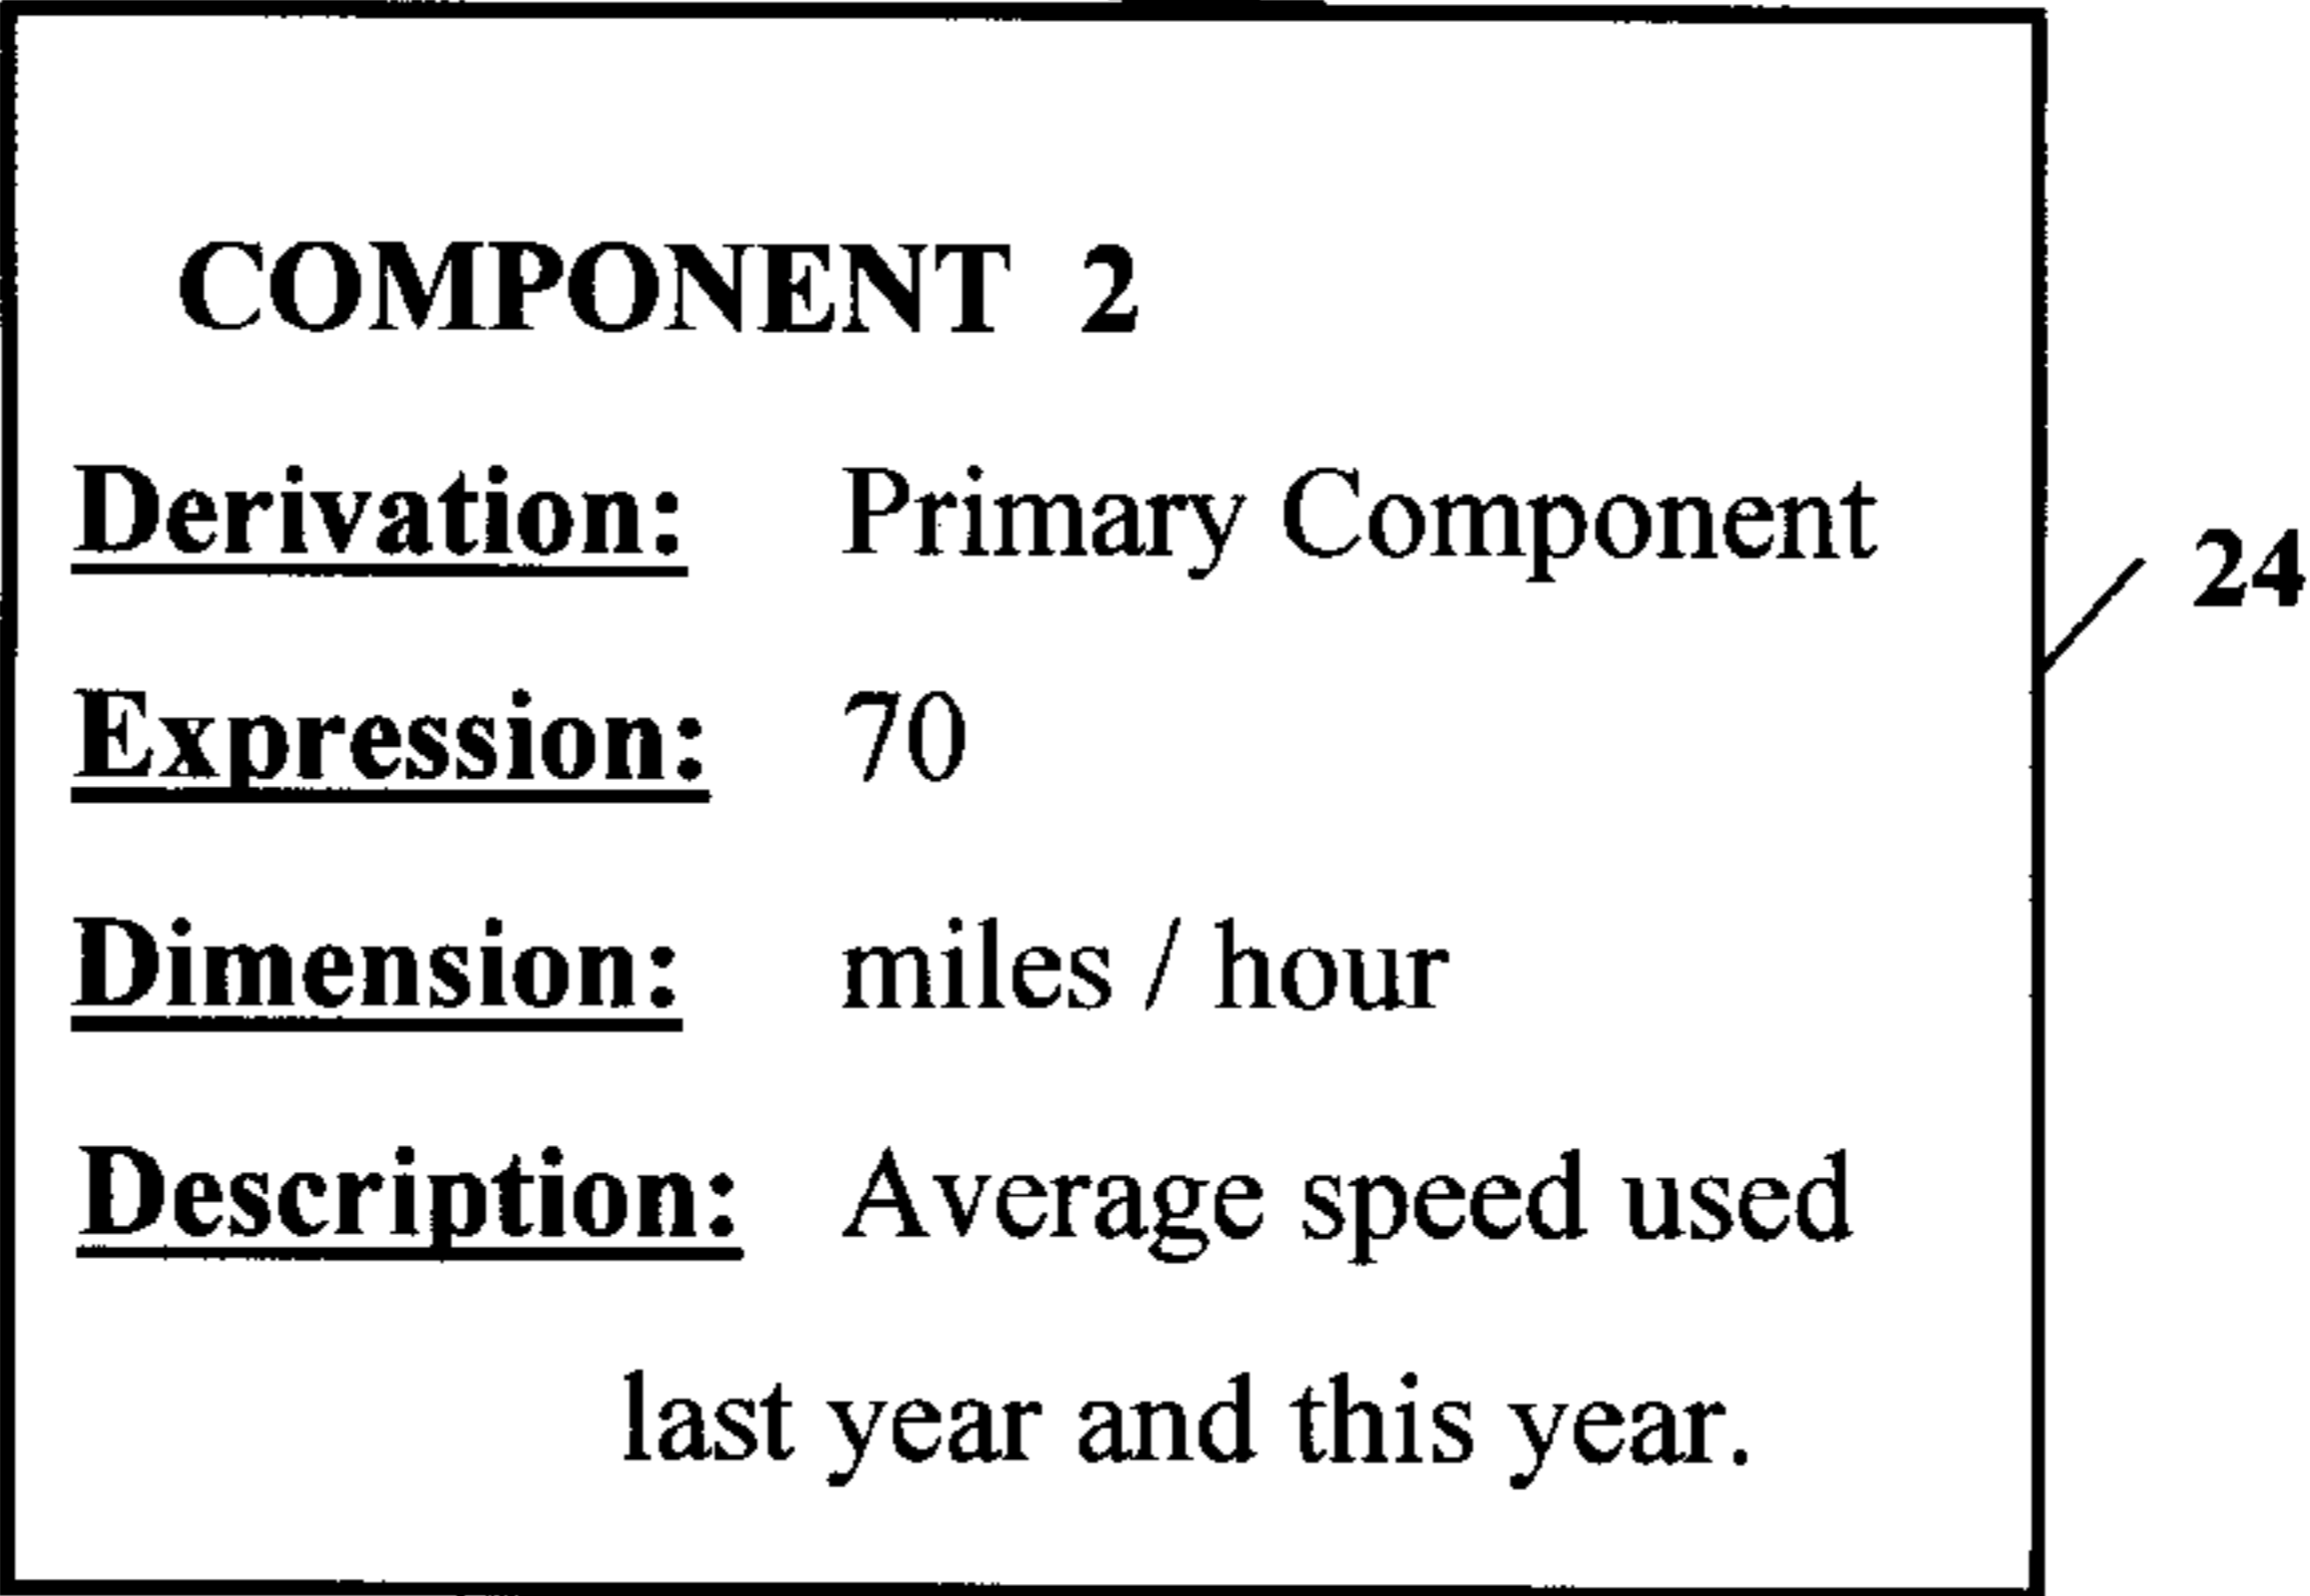 COMPONENT 2
Derivation: Primary Component
24
Expression: 70
Dimension: miles / hour
Description: Average speed used
last year and this year.